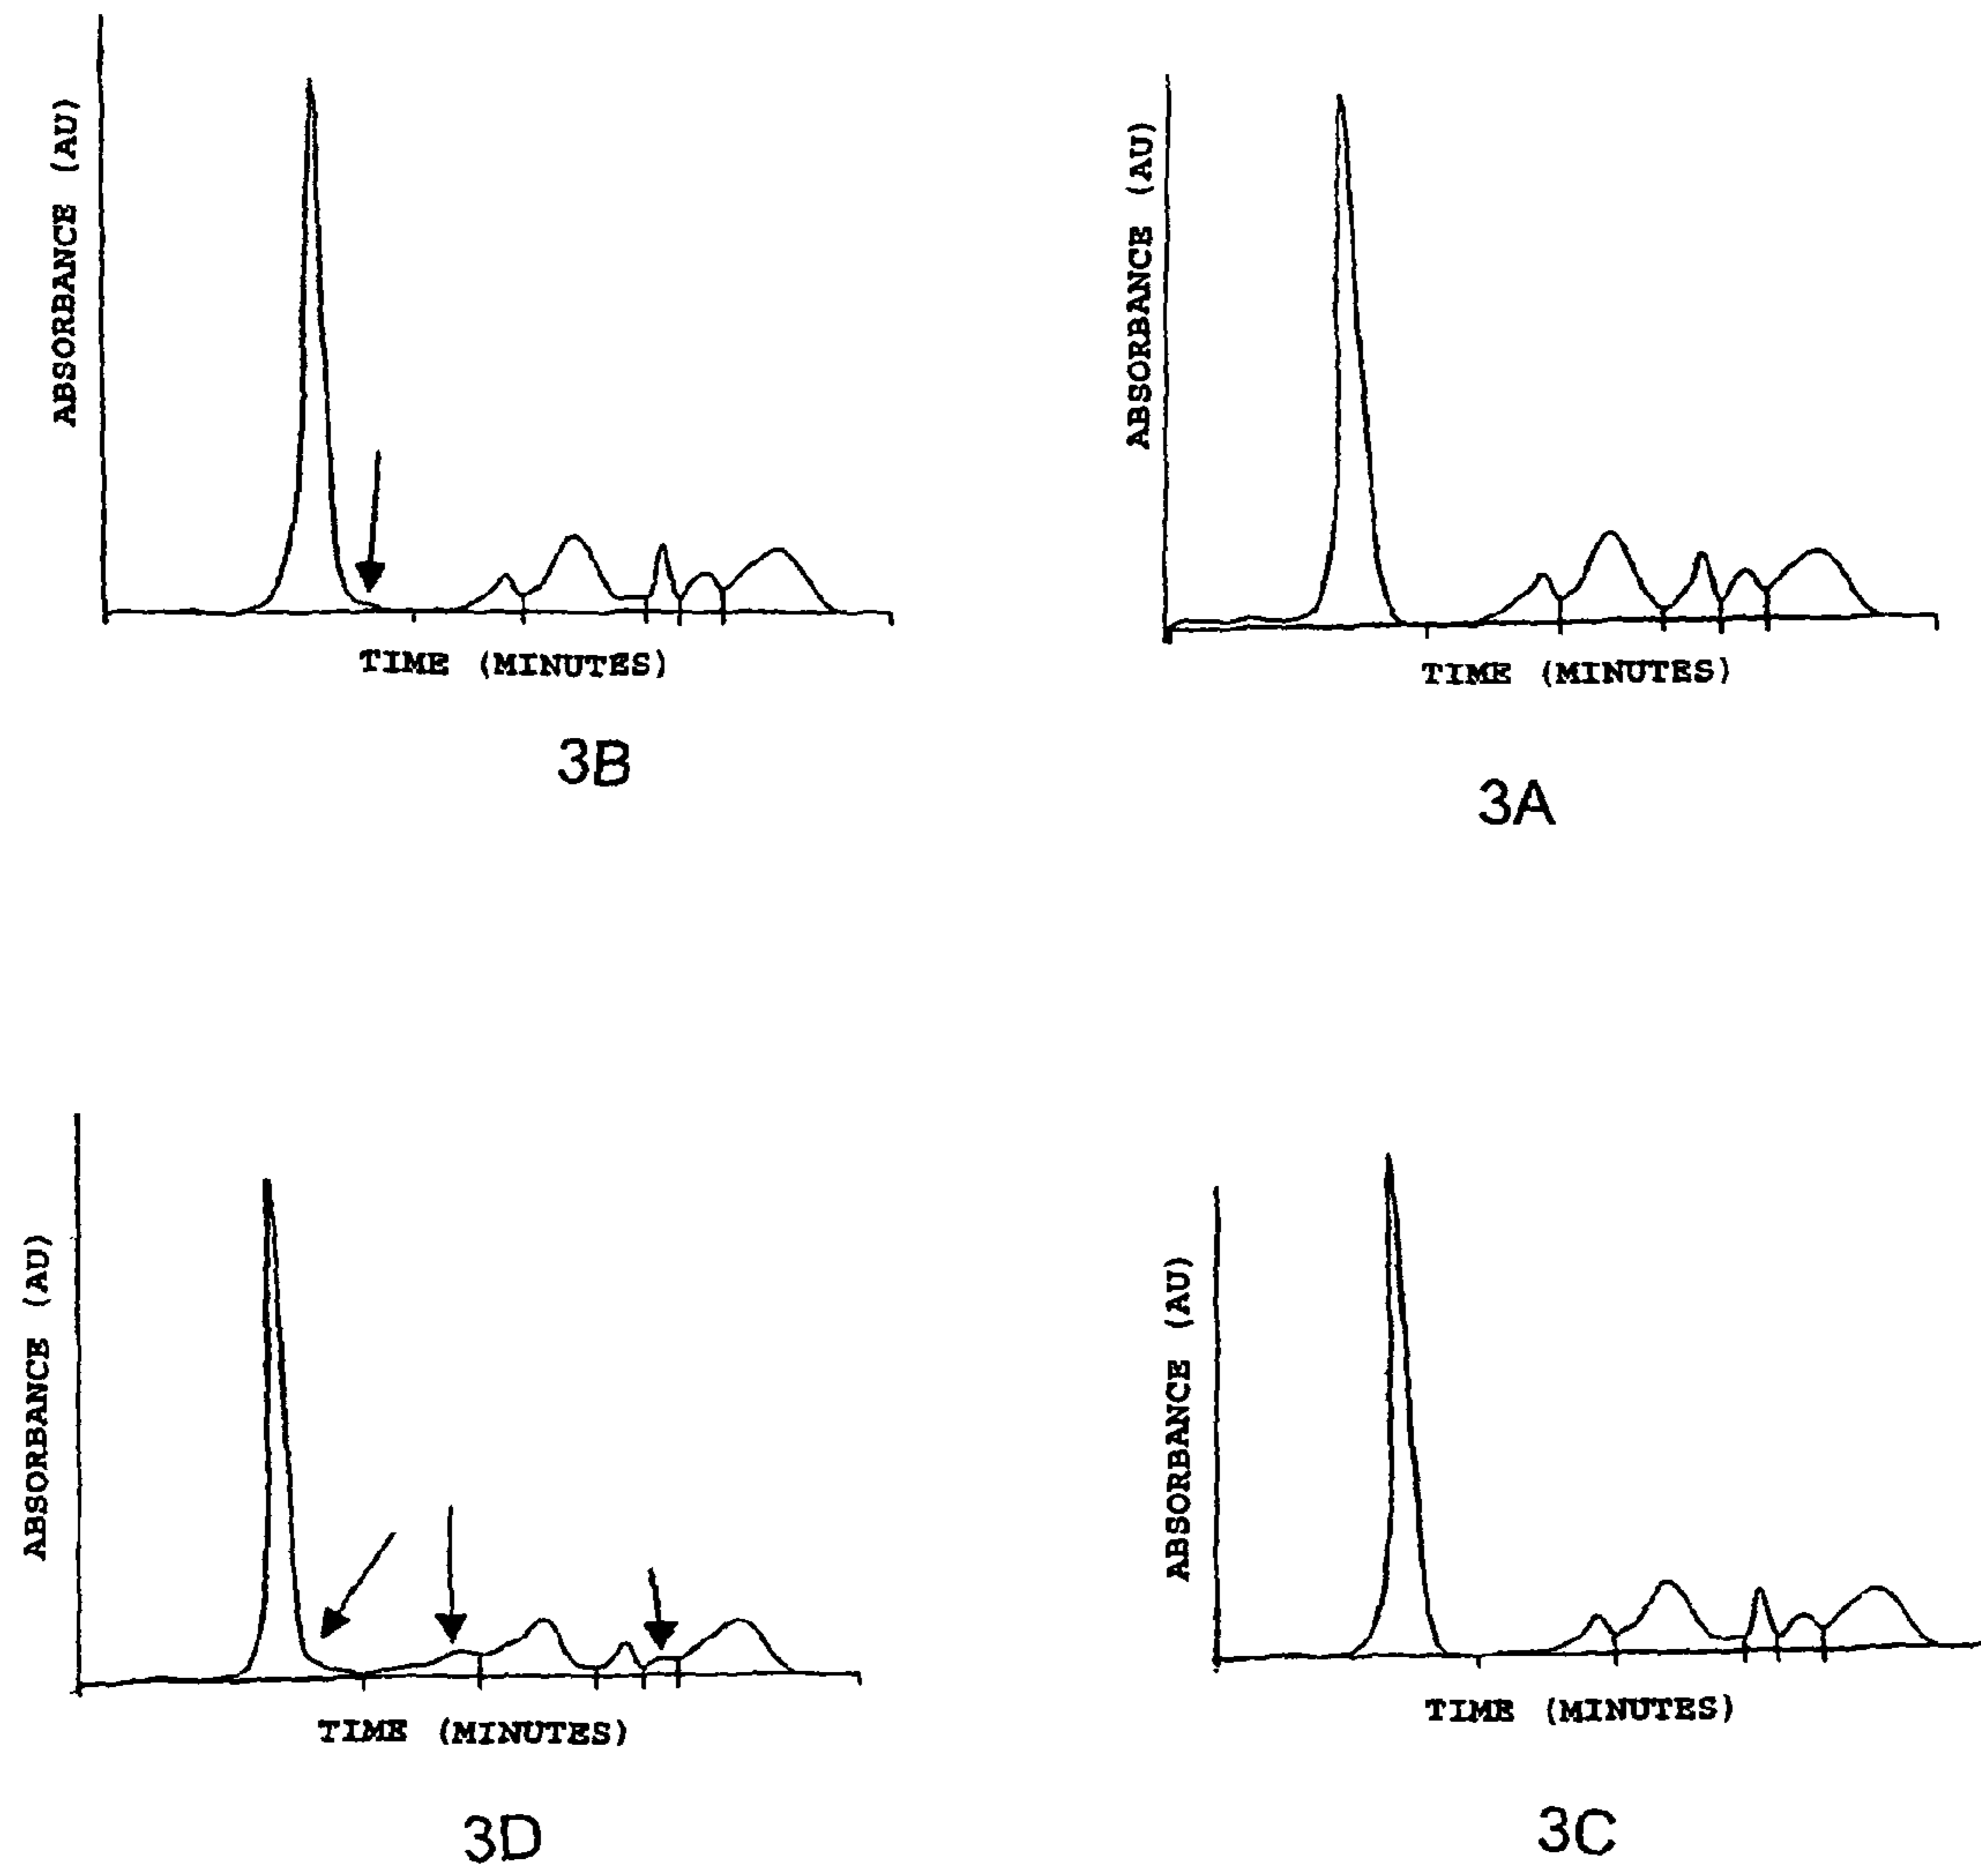 ABSORBANCE (AU)
TIME (MINUTES)
3B
ABSORBANCE (AU)
TIME (MINUTES)
3A
ABSORBANCE (AU)
TIME (MINUTES)
3D
ABSORBANCE (AU)
TIME (MINUTES)
3C